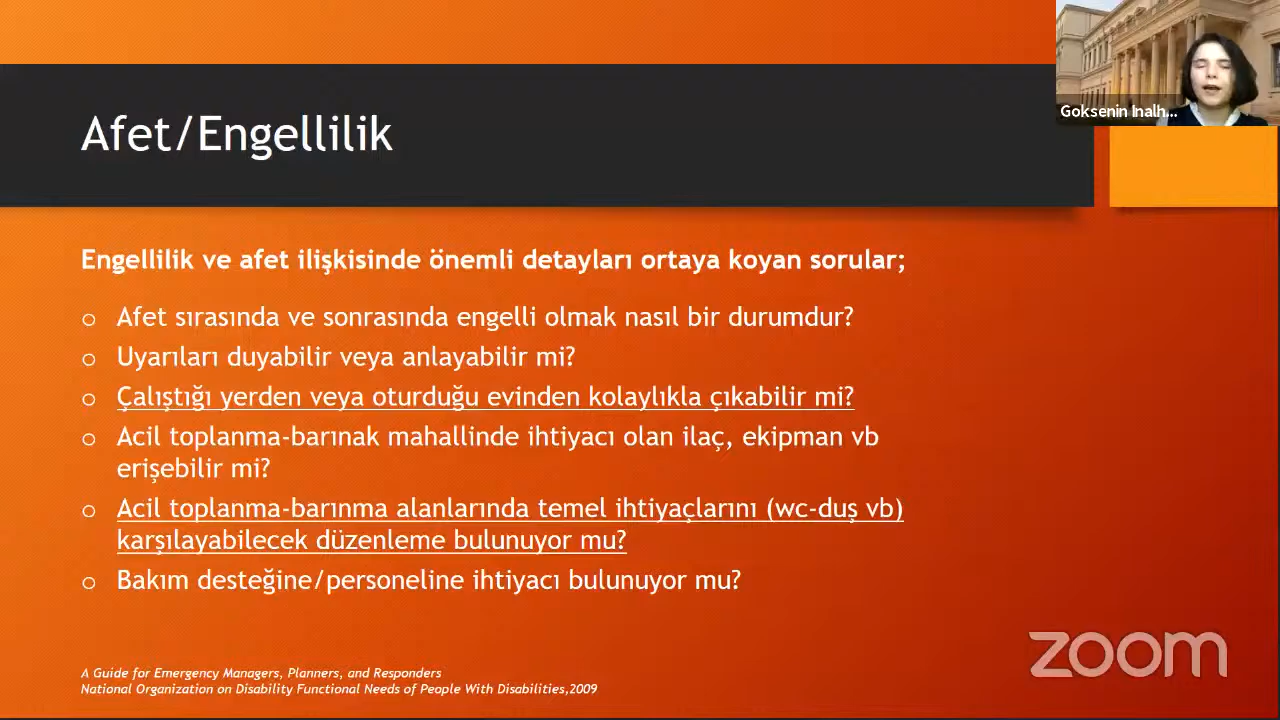 Goksenin Inalh...
Afet/Engellilik
Engellilik ve afet ilişkisinde önemli detayları ortaya koyan sorular;
o Afet sırasında ve sonrasında engelli olmak nasıl bir durumdur?
o Uyarıları duyabilir veya anlayabilir mi?
o Çalıştığı yerden veya oturduğu evinden kolaylıkla çıkabilir mi?
o Acil toplanma-barınak mahallinde ihtiyacı olan ilaç, ekipman vb
erişebilir mi?
o Acil toplanma-barınma alanlarında temel ihtiyaçlarını (wc-duş vb)
karşılayabilecek düzenleme bulunuyor mu?
o Bakım desteğine/personeline ihtiyacı bulunuyor mu?
A Guide for Emergency Managers, Planners, and Responders
National Organization on Disability Functional Needs of People With Disabilities,2009
zoom